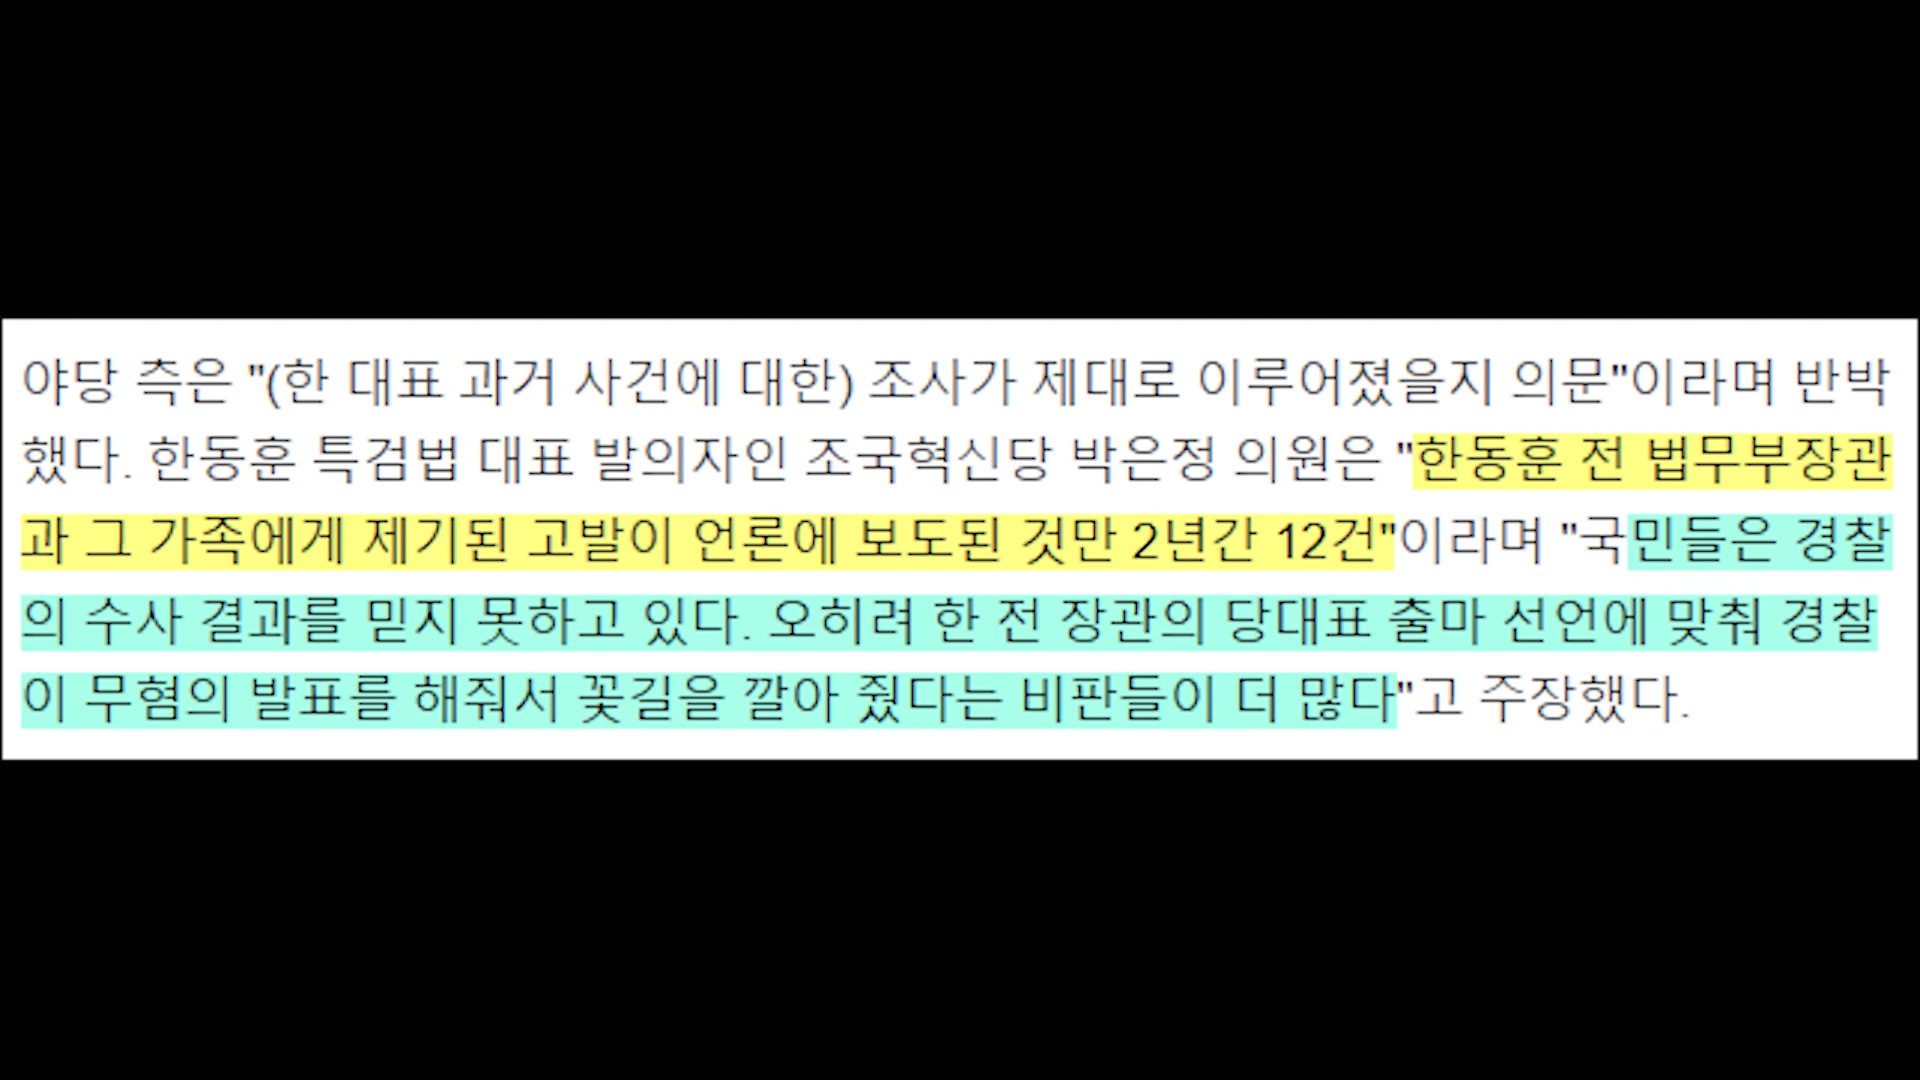 야당 측은 "(한 대표 과거 사건에 대한) 조사가 제대로 이루어졌을지 의문"이라며 반박
했다. 한동훈 특검법 대표 발의자인 조국혁신당 박은정 의원은 "한동훈 전 법무부장관
과 그 가족에게 제기된 고발이 언론에 보도된 것만 2년간 12건"이라며 "국민들은 경찰
의 수사 결과를 믿지 못하고 있다. 오히려 한 전 장관의 당대표 출마 선언에 맞춰 경찰
이 무혐의 발표를 해줘서 꽃길을 깔아 줬다는 비판들이 더 많다"고 주장했다.